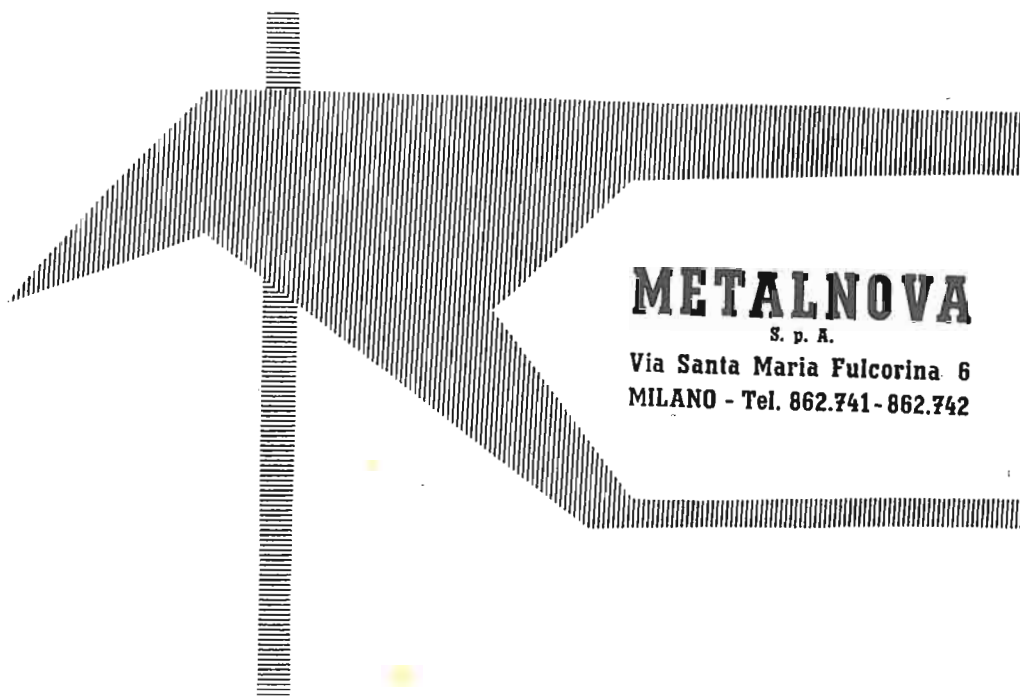 METALNOVA
S. p. A.
Via Santa Maria Fulcorina 6
MILANO - Tel. 862.741 - 862.742